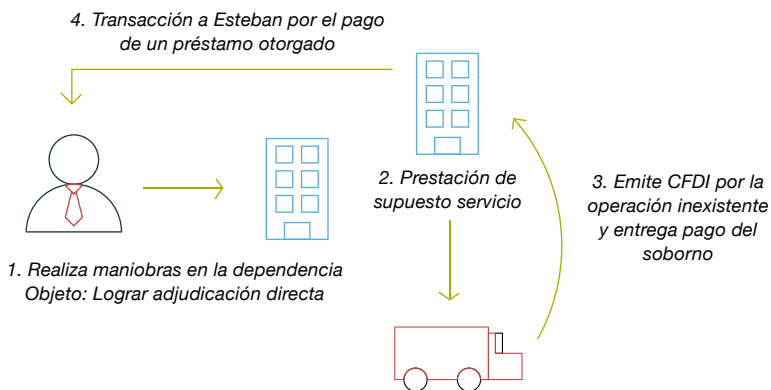 4. Transacción a Esteban por el pago
de un préstamo otorgado
1. Realiza maniobras en la dependencia
Objeto: Lograr adjudicación directa
2. Prestación de
supuesto servicio
3. Emite CFDI por la
operación inexistente
y entrega pago del
soborno